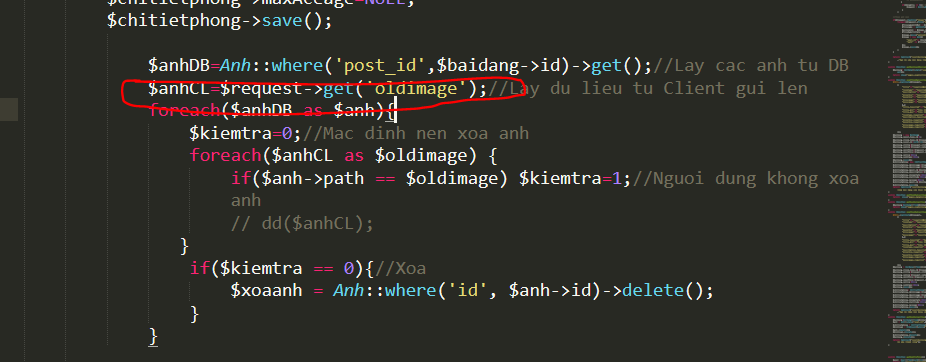 $chitietphong->save();
$anhDB=Anh::where('post_id',$baidang->id)->get();//Lay cac anh tu DB
$anhCL=$request->get('oldimage');//Lay du lieu tu Client gui len
foreach($anhDB as $anh){
$kiemtra=0;//Mac dinh nen xoa anh
foreach($anhCL as $oldimage) {
if($anh->path == $oldimage) $kiemtra=1;//Nguoi dung khong xoa
anh
// dd($anhCL);
}
if($kiemtra == 0){//Xoa
$xoaanh = Anh::where('id', $anh->id)->delete();
}
}